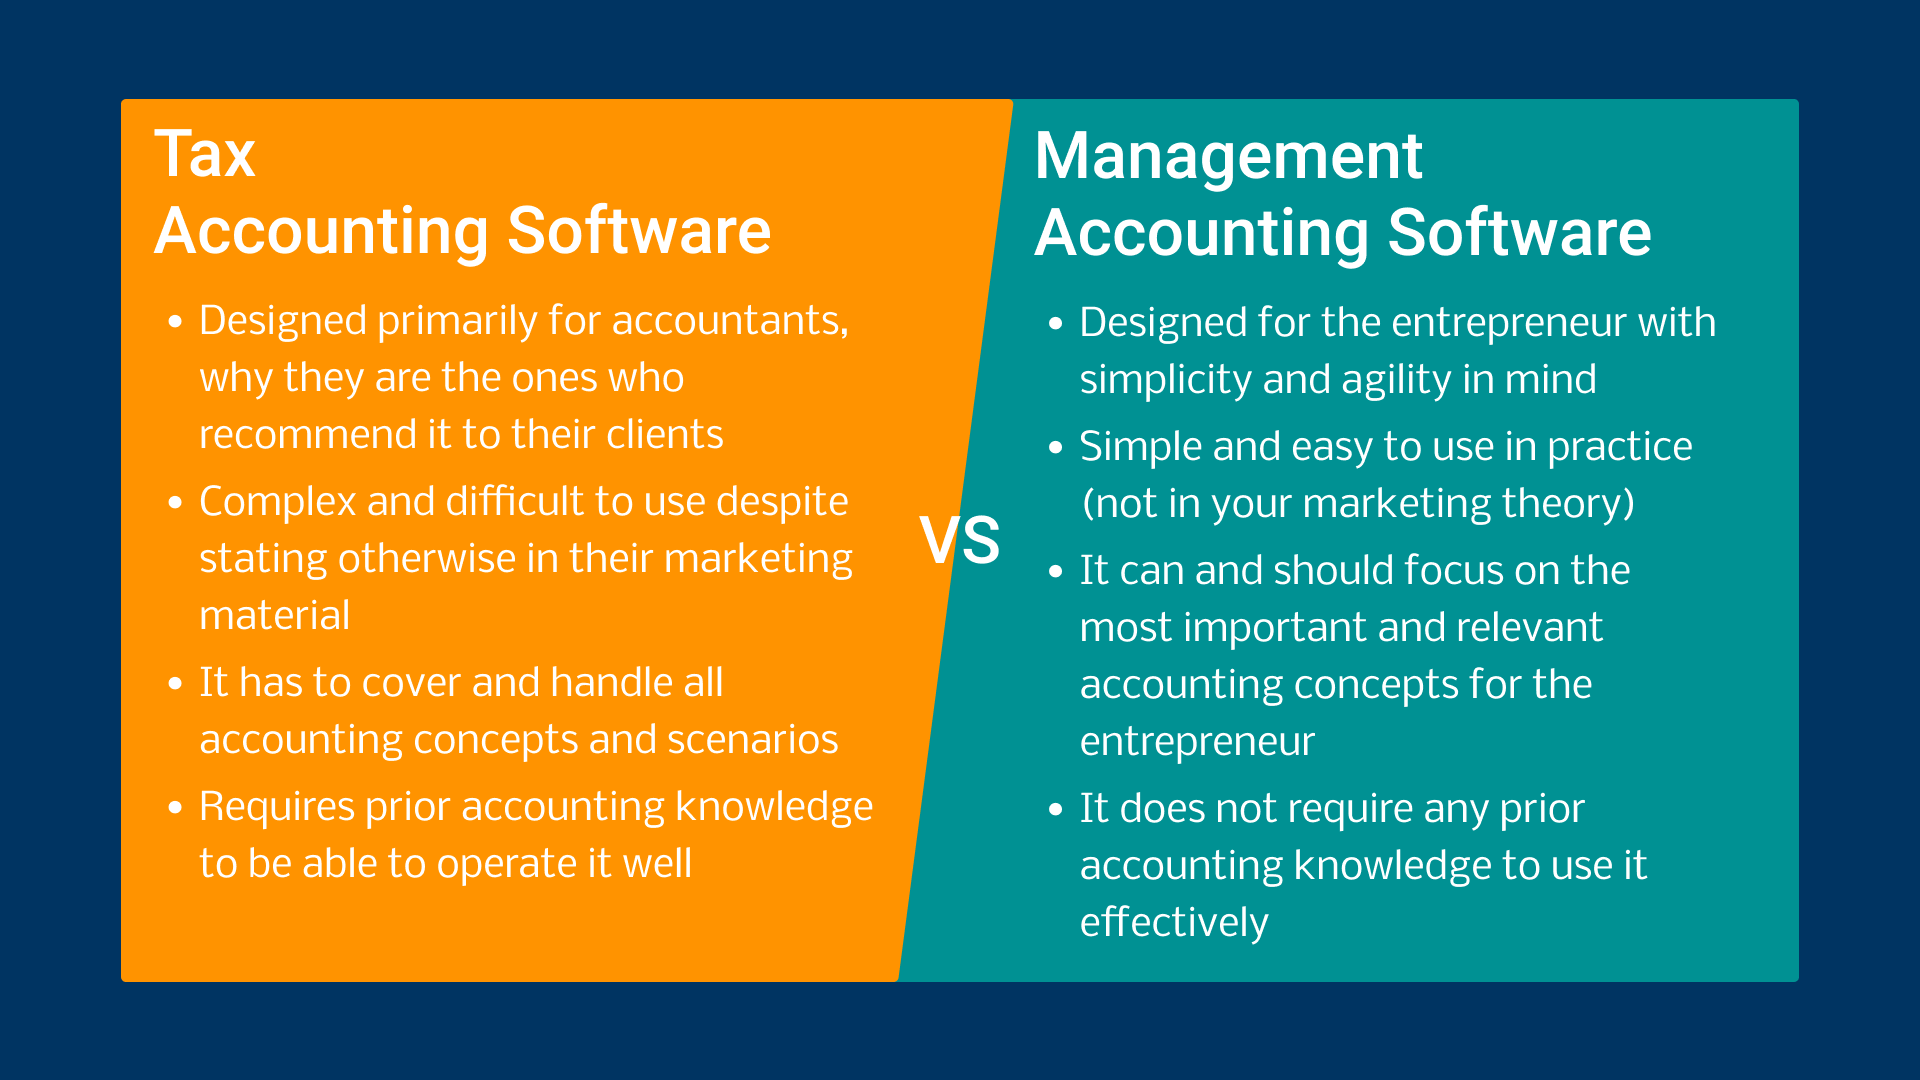 Tax
Accounting Software
• Designed primarily for accountants,
why they are the ones who
recommend it to their clients
• Complex and difficult to use despite
stating otherwise in their marketing
material
• It has to cover and handle all
accounting concepts and scenarios
• Requires prior accounting knowledge
to be able to operate it well
VS
Management
Accounting Software
• Designed for the entrepreneur with
simplicity and agility in mind
• Simple and easy to use in practice
(not in your marketing theory)
• It can and should focus on the
most important and relevant
accounting concepts for the
entrepreneur
• It does not require any prior
accounting knowledge to use it
effectively